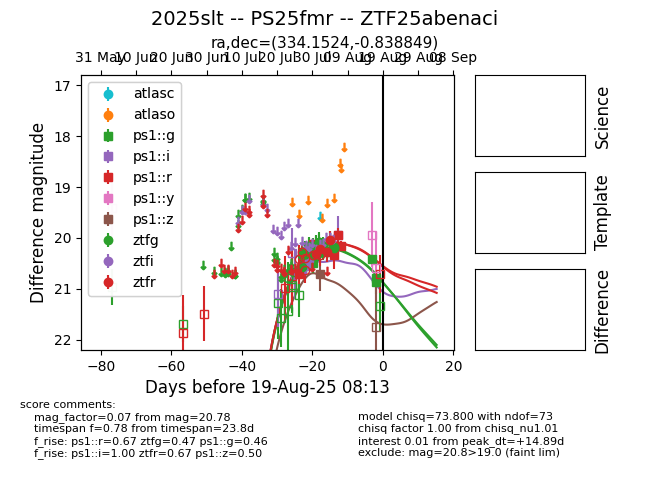 2025slt -- PS25fmr -- ZTF25abenaci
ra,dec=(334.1524,-0.838849)
31 May 10 Jun 20 Jun 30 Jun 10 Jul 20 Jul 30 Jul 09 Aug 19 Aug 29 Aug 08 Sep
17
18
19
20
21
22
Difference magnitude
atlasc
atlaso
ps1::g
ps1::i
ps1::r
ps1::y
ps1::z
ztfg
ztfi
ztfr
−80 −60 −40 −20 0 20
Days before 19-Aug-25 08:13
Science
Template
Difference
score comments:
mag_factor=0.07 from mag=20.78
timespan f=0.78 from timespan=23.8d
f_rise: ps1::r=0.67 ztfg=0.47 ps1::g=0.46
f_rise: ps1::i=1.00 ztfr=0.67 ps1::z=0.50
model chisq=73.800 with ndof=73
chisq factor 1.00 from chisq_nu1.01
interest 0.01 from peak_dt=+14.89d
exclude: mag=20.8>19.0 (faint lim)